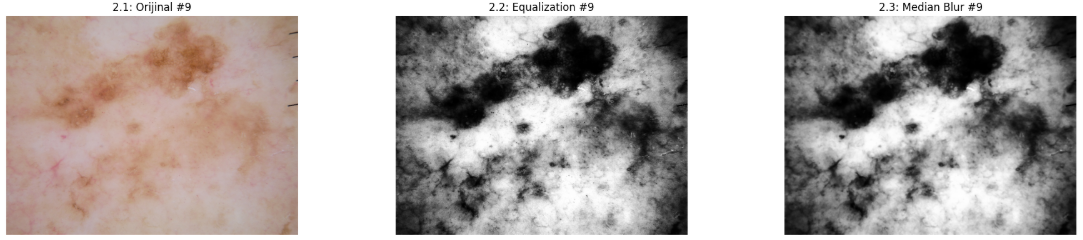 2.1: Orijinal #9
2.2: Equalization #9
2.3: Median Blur #9